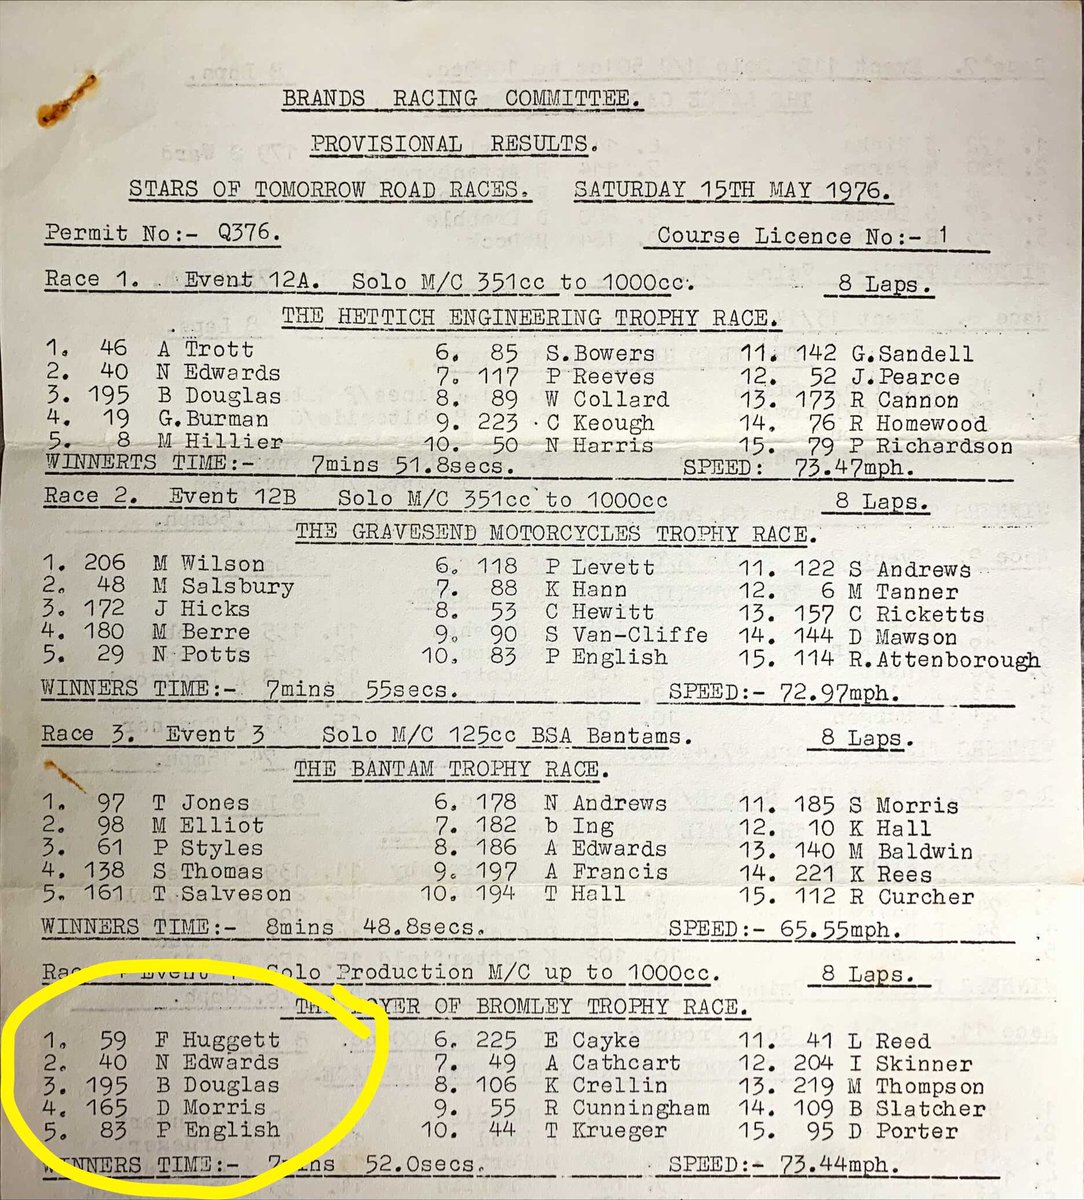 BRANDS RACING COMMITTEE.
PROVISIONAL RESULTS.
STARS OF TOMORROW ROAD RACES. SATURDAY 15TH MAY 1976.
Permit No:- Q376. Course Licence No:- 1
Race 1. Event 12A. Solo M/C 351cc to 1000cc. 8 Laps.
THE HETTICH ENGINEERING TROPHY RACE.
1. 46 A Trott 6. 85 S.Bowers 11. 142 G.Sandell
2. 40 N Edwards 7. 117 P Reeves 12. 52 J.Pearce
3. 195 B Douglas 8. 89 W Collard 13. 173 R Cannon
4. 19 G.Burman 9. 223 C Keough 14. 76 R Homewood
5. 8 M Hillier 10. 50 N Harris 15. 79 P Richardson
WINNERTS TIME:- 7mins 51.8secs. SPEED: 73.47mph.
Race 2. Event 12B Solo M/C 351cc to 1000cc 8 Laps.
THE GRAVESEND MOTORCYCLES TROPHY RACE.
1. 206 M Wilson 6. 118 P Levett 11. 122 S Andrews
2. 48 M Salsbury 7. 88 K Hann 12. 6 M Tanner
3. 172 J Hicks 8. 53 C Hewitt 13. 157 C Ricketts
4. 180 M Berre 9. 90 S Van-Cliffe 14. 144 D Mawson
5. 29 N Potts 10. 83 P English 15. 114 R.Attenborough
WINNERS TIME:- 7mins 55secs. SPEED:- 72.97mph.
Race 3. Event 3 Solo M/C 125cc BSA Bantams. 8 Laps.
THE BANTAM TROPHY RACE.
1. 97 T Jones 6. 178 N Andrews 11. 185 S Morris
2. 98 M Elliot 7. 182 b Ing 12. 10 K Hall
3. 61 P Styles 8. 186 A Edwards 13. 140 M Baldwin
4. 138 S Thomas 9. 197 A Francis 14. 221 K Rees
5. 161 T Salveson 10. 194 T Hall 15. 112 R Curcher
WINNERS TIME:- 8mins 48.8secs. SPEED:- 65.55mph.
Event Solo Production M/C up to 1000cc. 8 Laps.
OF BROMLEY TROPHY RACE.
1. 59 F Huggett 6. 225 E Cayke 11. 41 L Reed
2. 40 N Edwards 7. 49 A Cathcart 12. 204 I Skinner
3. 195 B Douglas 8. 106 K Crellin 13. 219 M Thompson
4. 165 D Morris 9. 55 R Cunningham 14. 109 B Slatcher
5. 83 P English 10. 44 T Krueger 15. 95 D Porter
WINNERS TIME:- 7mins 52.0secs. SPEED:- 73.44mph.